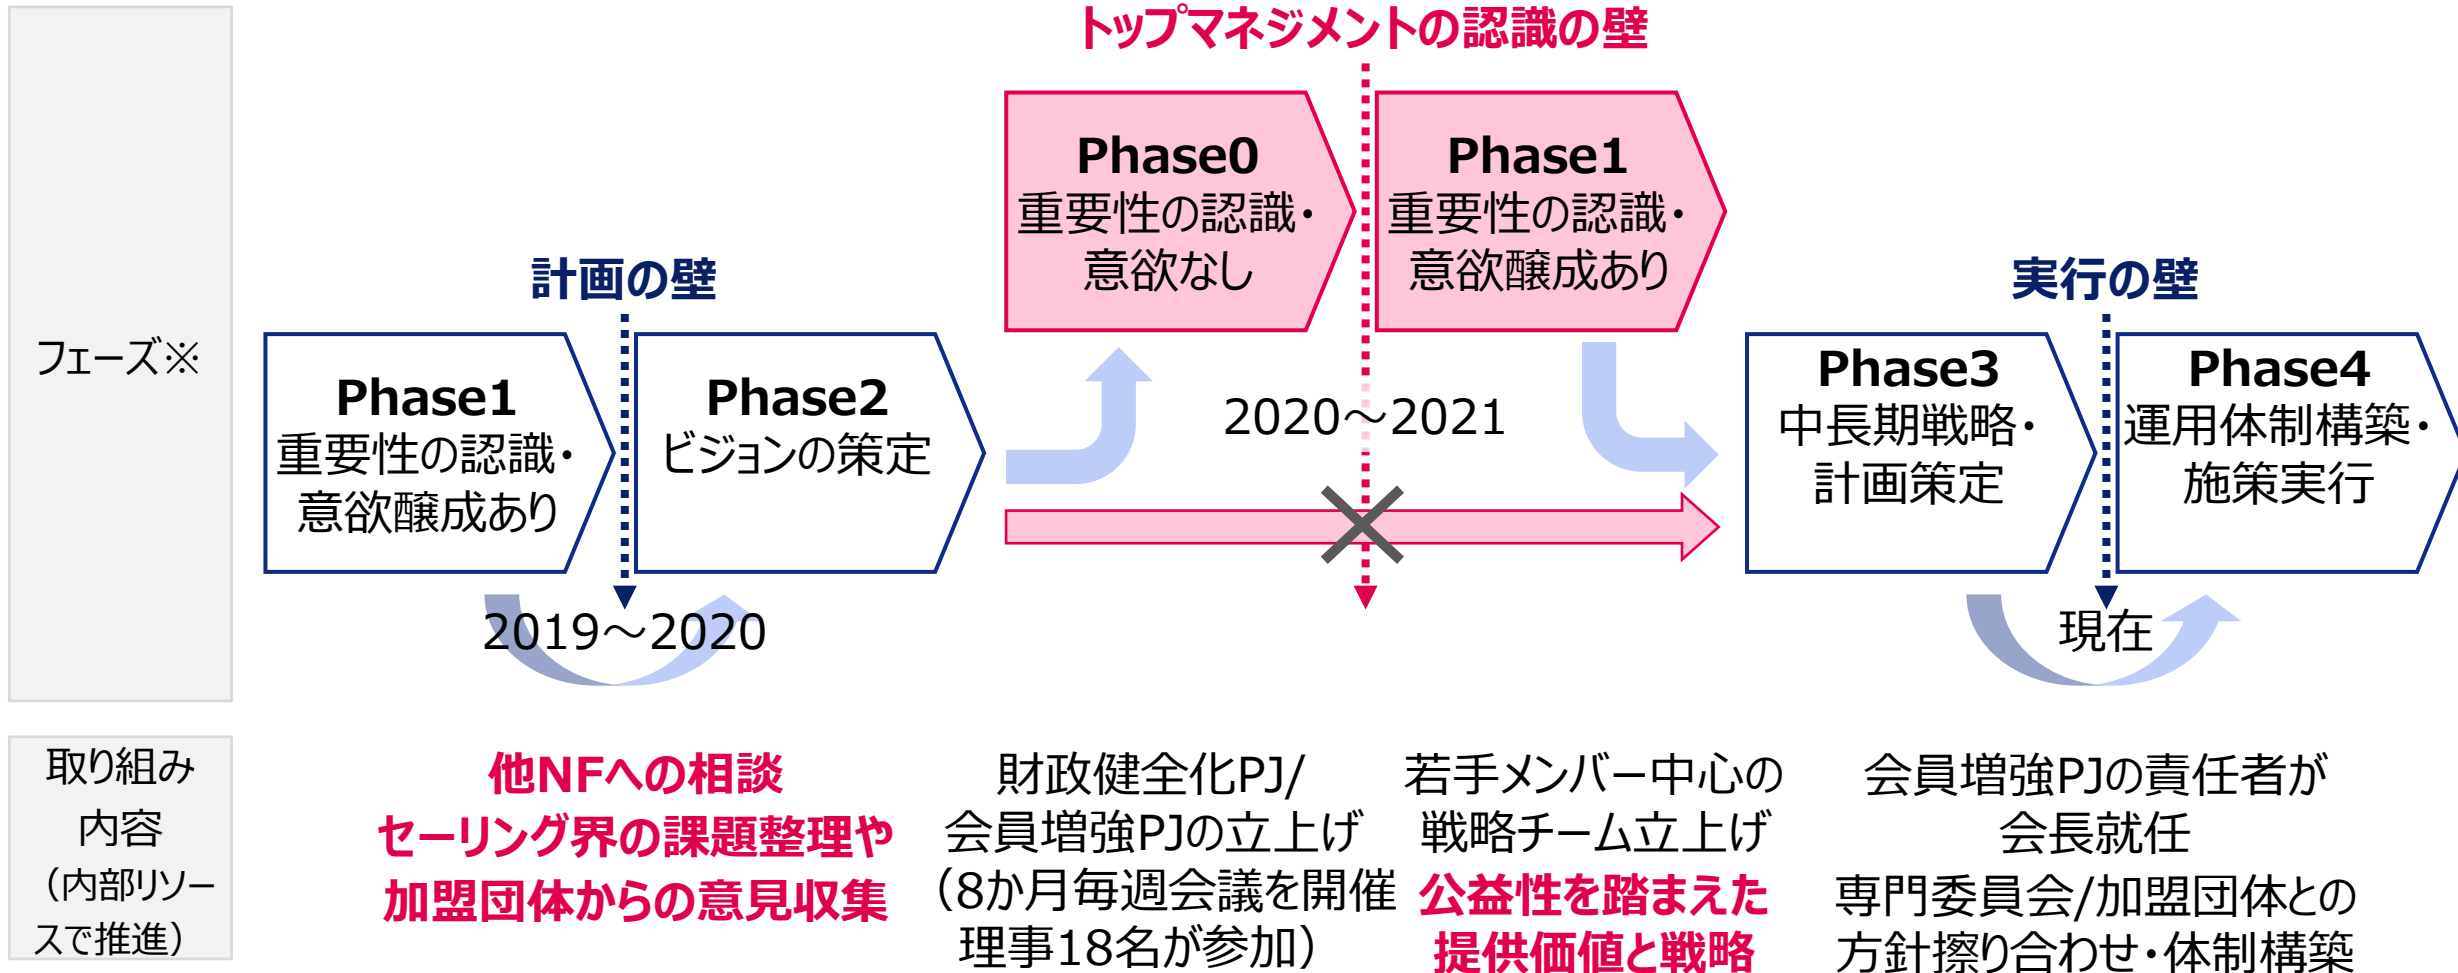 トップマネジメントの認識の壁
Phase0
重要性の認識・
意欲なし
Phase1
重要性の認識・
意欲醸成あり
計画の壁
実行の壁
フェーズ※
Phase1
重要性の認識・
意欲醸成あり
Phase2
ビジョンの策定
2020～2021
Phase3
中長期戦略・
計画策定
Phase4
運用体制構築・
施策実行
2019～2020
現在
取り組み
内容
（内部リソー
スで推進）
他NFへの相談
セーリング界の課題整理や
加盟団体からの意見収集
財政健全化PJ/
会員増強PJの立上げ
（8か月毎週会議を開催
理事18名が参加）
若手メンバー中心の
戦略チーム立上げ
公益性を踏まえた
提供価値と戦略
会員増強PJの責任者が
会長就任
専門委員会/加盟団体との
方針擦り合わせ・体制構築